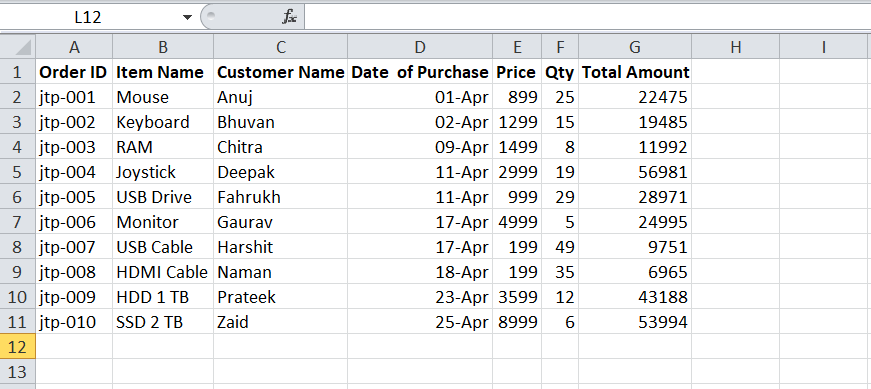 L12 fx
A B C D E F G H I
1 Order ID Item Name Customer Name Date of Purchase Price Qty Total Amount
2 jtp-001 Mouse Anuj 01-Apr 899 25 22475
3 jtp-002 Keyboard Bhuvan 02-Apr 1299 15 19485
4 jtp-003 RAM Chitra 09-Apr 1499 8 11992
5 jtp-004 Joystick Deepak 11-Apr 2999 19 56981
6 jtp-005 USB Drive Fahrukh 11-Apr 999 29 28971
7 jtp-006 Monitor Gaurav 17-Apr 4999 5 24995
8 jtp-007 USB Cable Harshit 17-Apr 199 49 9751
9 jtp-008 HDMI Cable Naman 18-Apr 199 35 6965
10 jtp-009 HDD 1 TB Prateek 23-Apr 3599 12 43188
11 jtp-010 SSD 2 TB Zaid 25-Apr 8999 6 53994
12
13